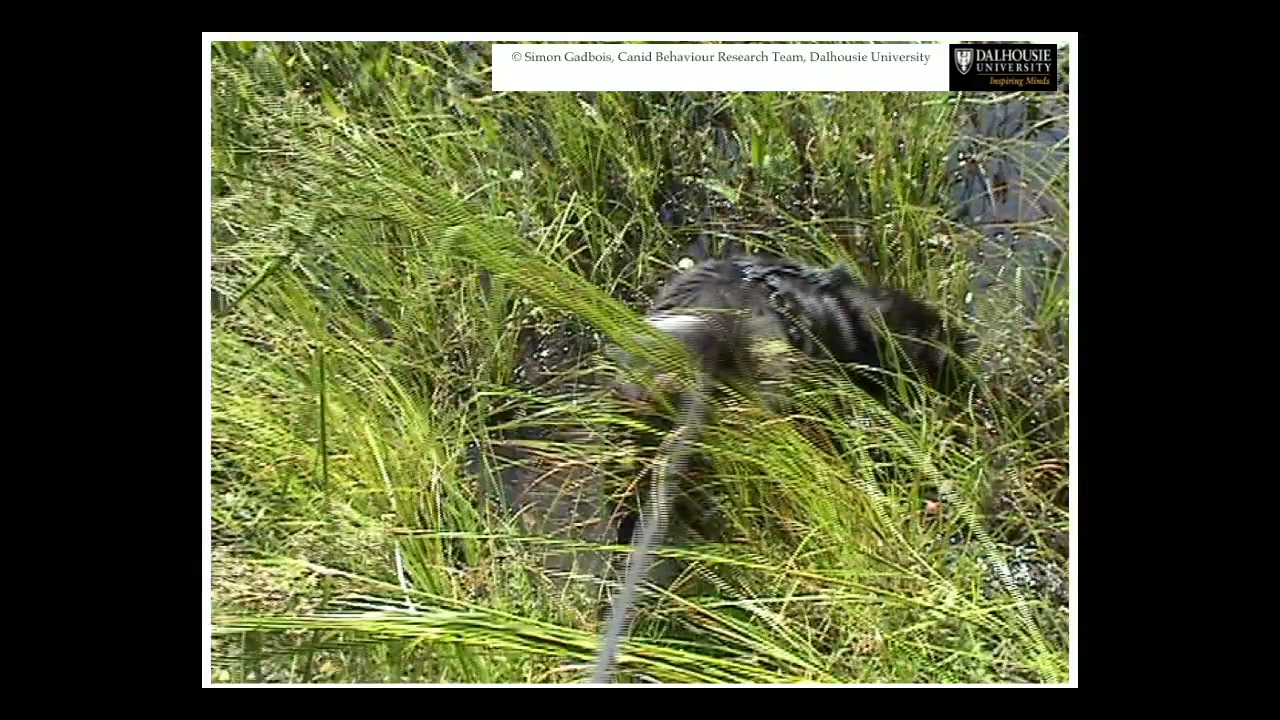 © Simon Gadbois, Canid Behaviour Research Team, Dalhousie University
DALHOUSIE
UNIVERSITY
Inspiring Minds